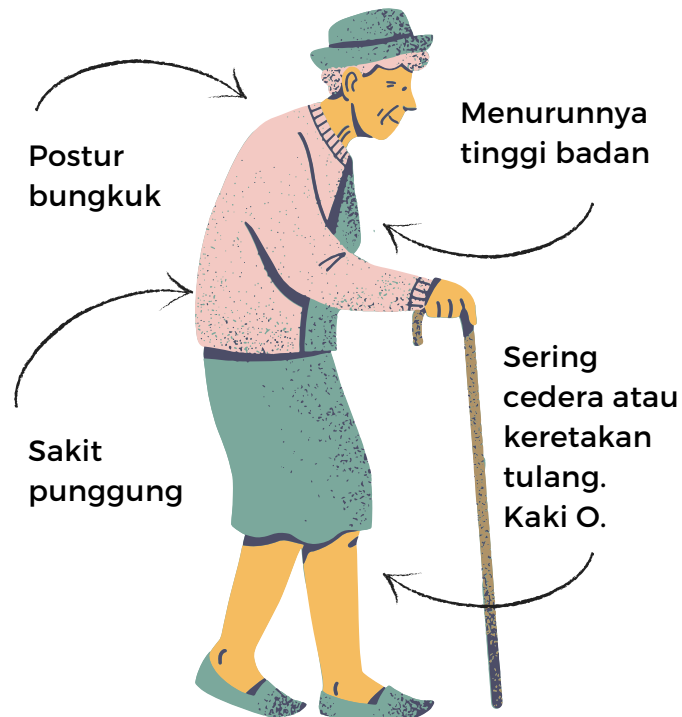 Postur
bungkuk
Menurunnya
tinggi badan
Sakit
punggung
Sering
cedera atau
keretakan
tulang.
Kaki O.